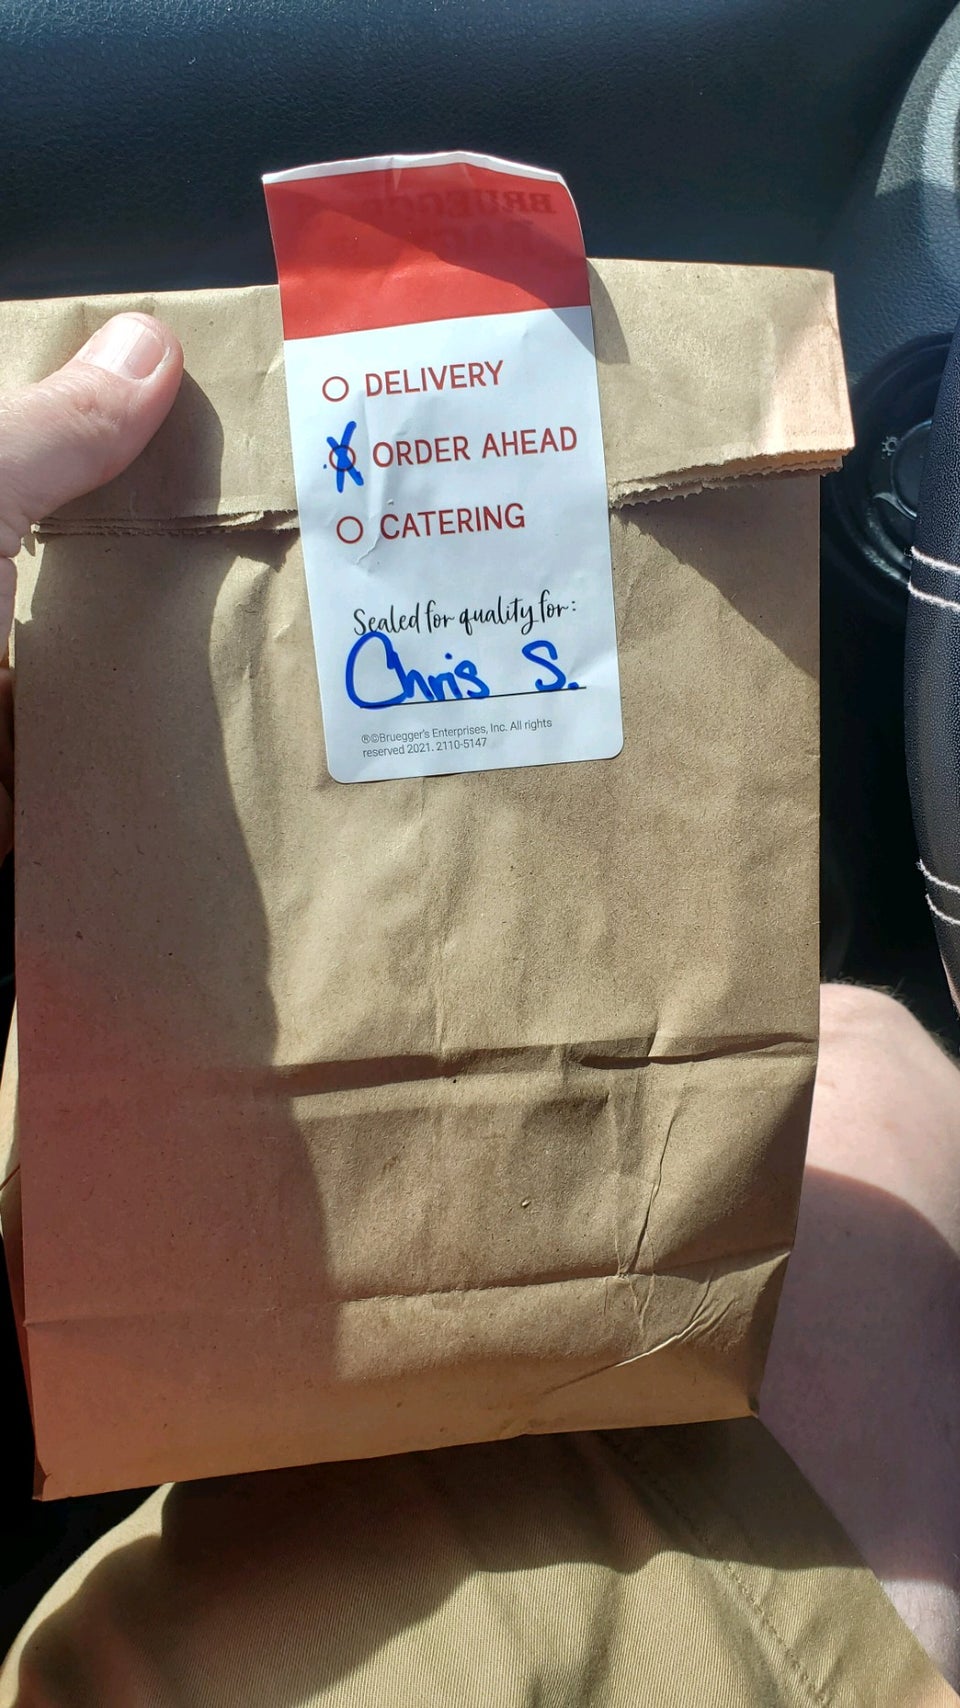 DELIVERY
ORDER AHEAD
CATERING
Sealed for quality for:
Chris S.
®©Bruegger's Enterprises, Inc. All rights
reserved 2021. 2110-5147